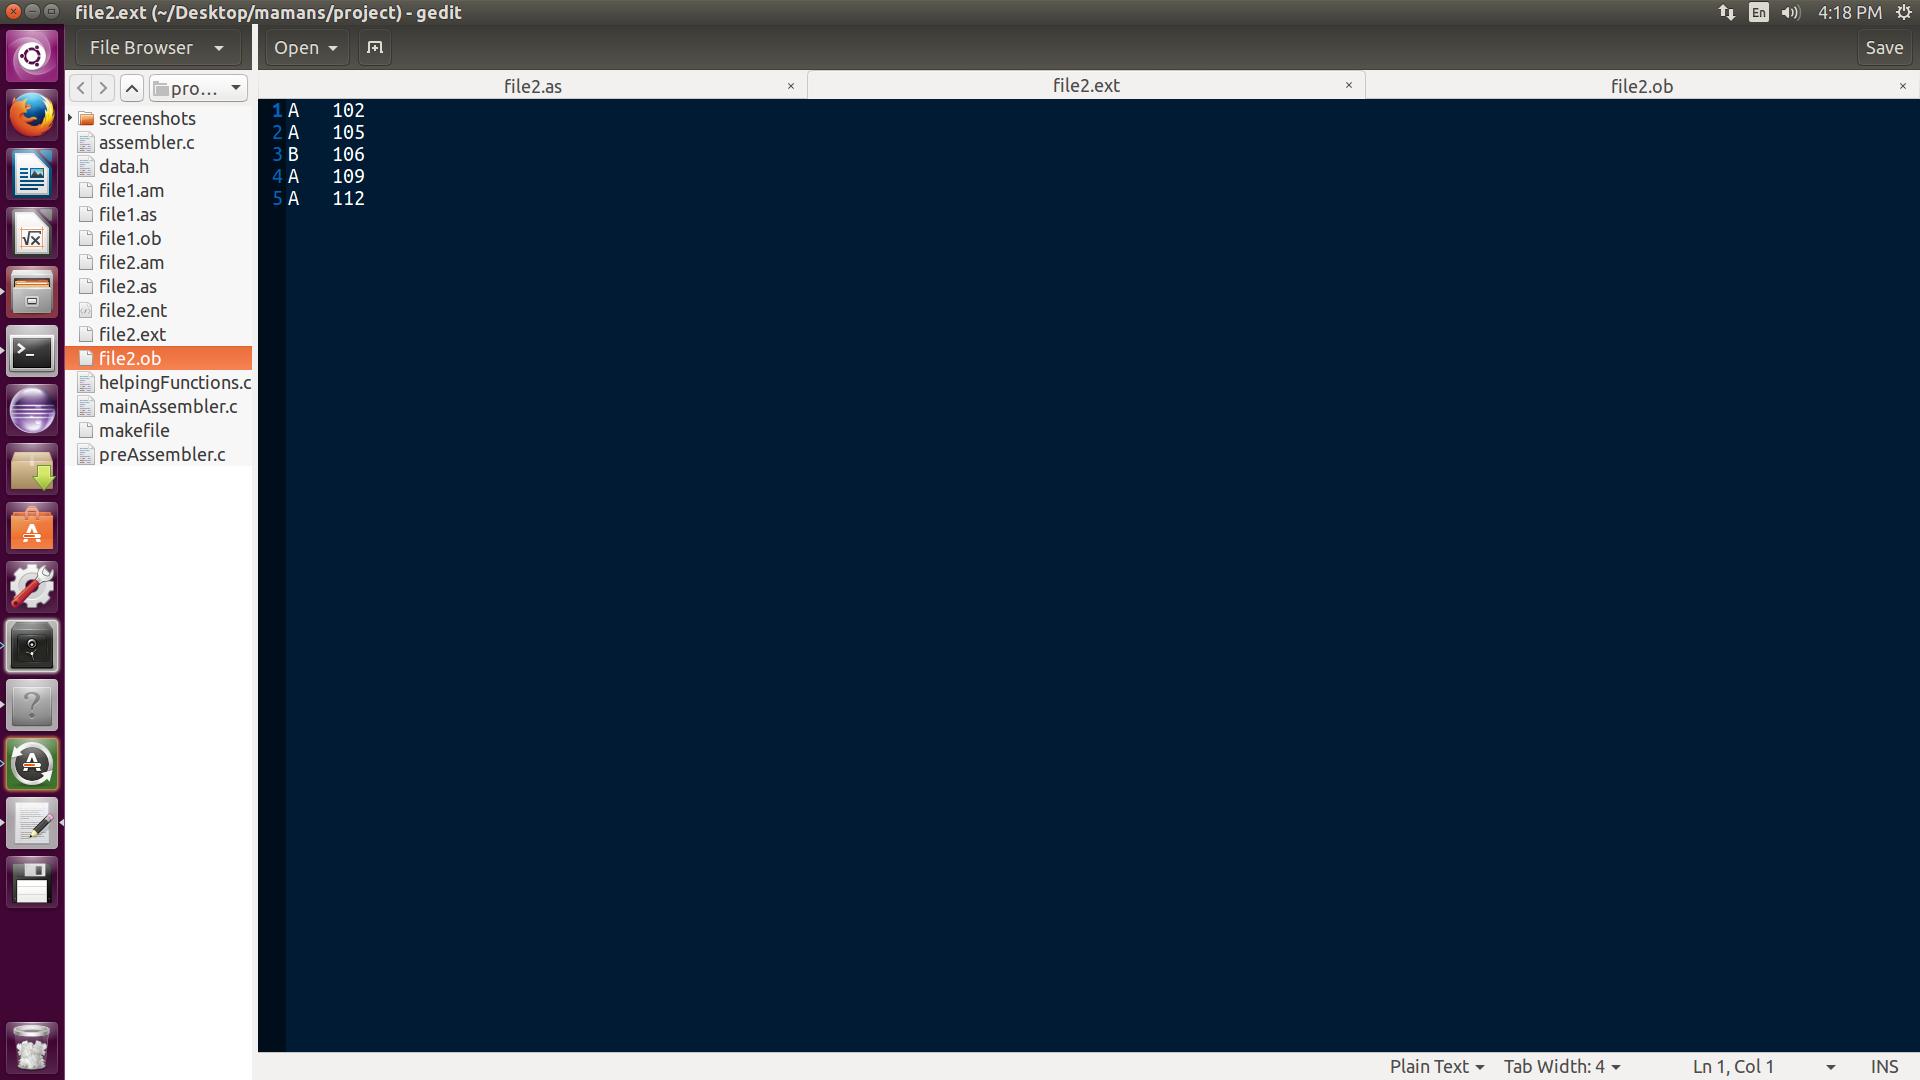 file2.ext (~/Desktop/mamans/project) - gedit
En
4:18 PM
File Browser
Open
Save
pro...
file2.as
file2.ext
file2.ob
screenshots
assembler.c
data.h
file1.am
file1.as
file1.ob
file2.am
file2.as
file2.ent
file2.ext
file2.ob
helpingFunctions.c
mainAssembler.c
makefile
preAssembler.c
1 A 102
2 A 105
3 B 106
4 A 109
5 A 112
Plain Text
Tab Width: 4
Ln 1, Col 1
INS